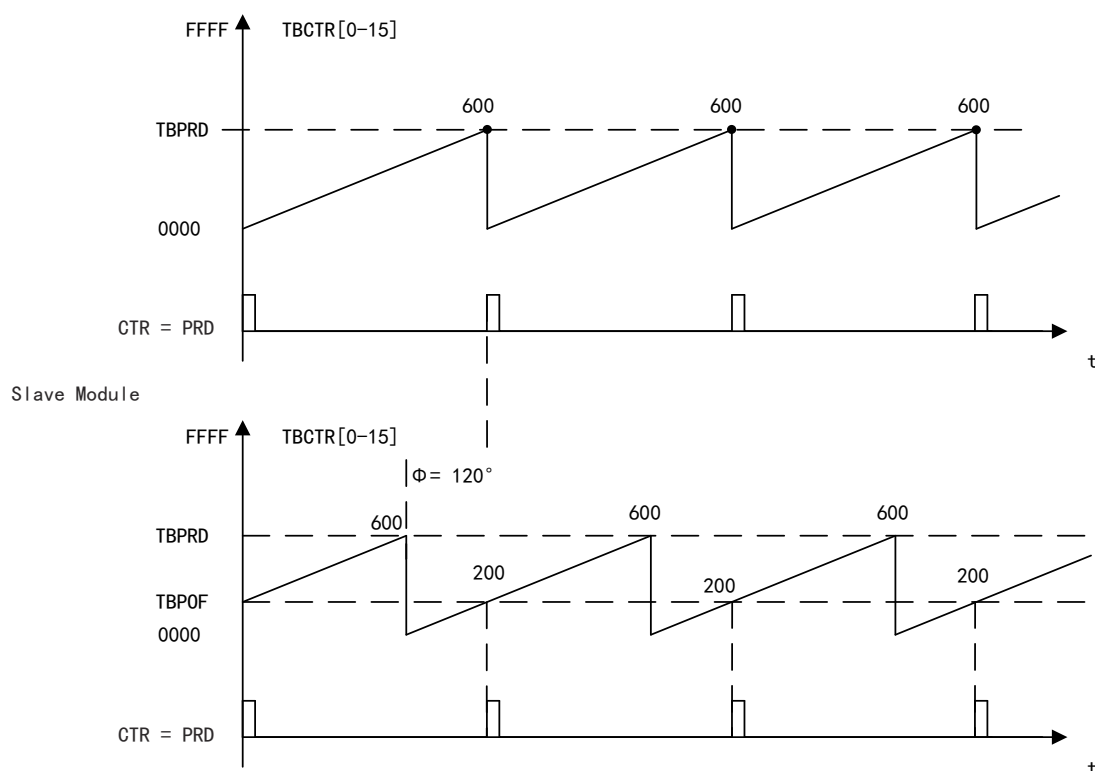 FFFF TBCTR[0-15]
600 600 600
TBPRD
0000
CTR = PRD
t
Slave Module
FFFF TBCTR[0-15]
Φ= 120°
600 600 600
TBPRD
200 200 200
TBPOF
0000
CTR = PRD
t